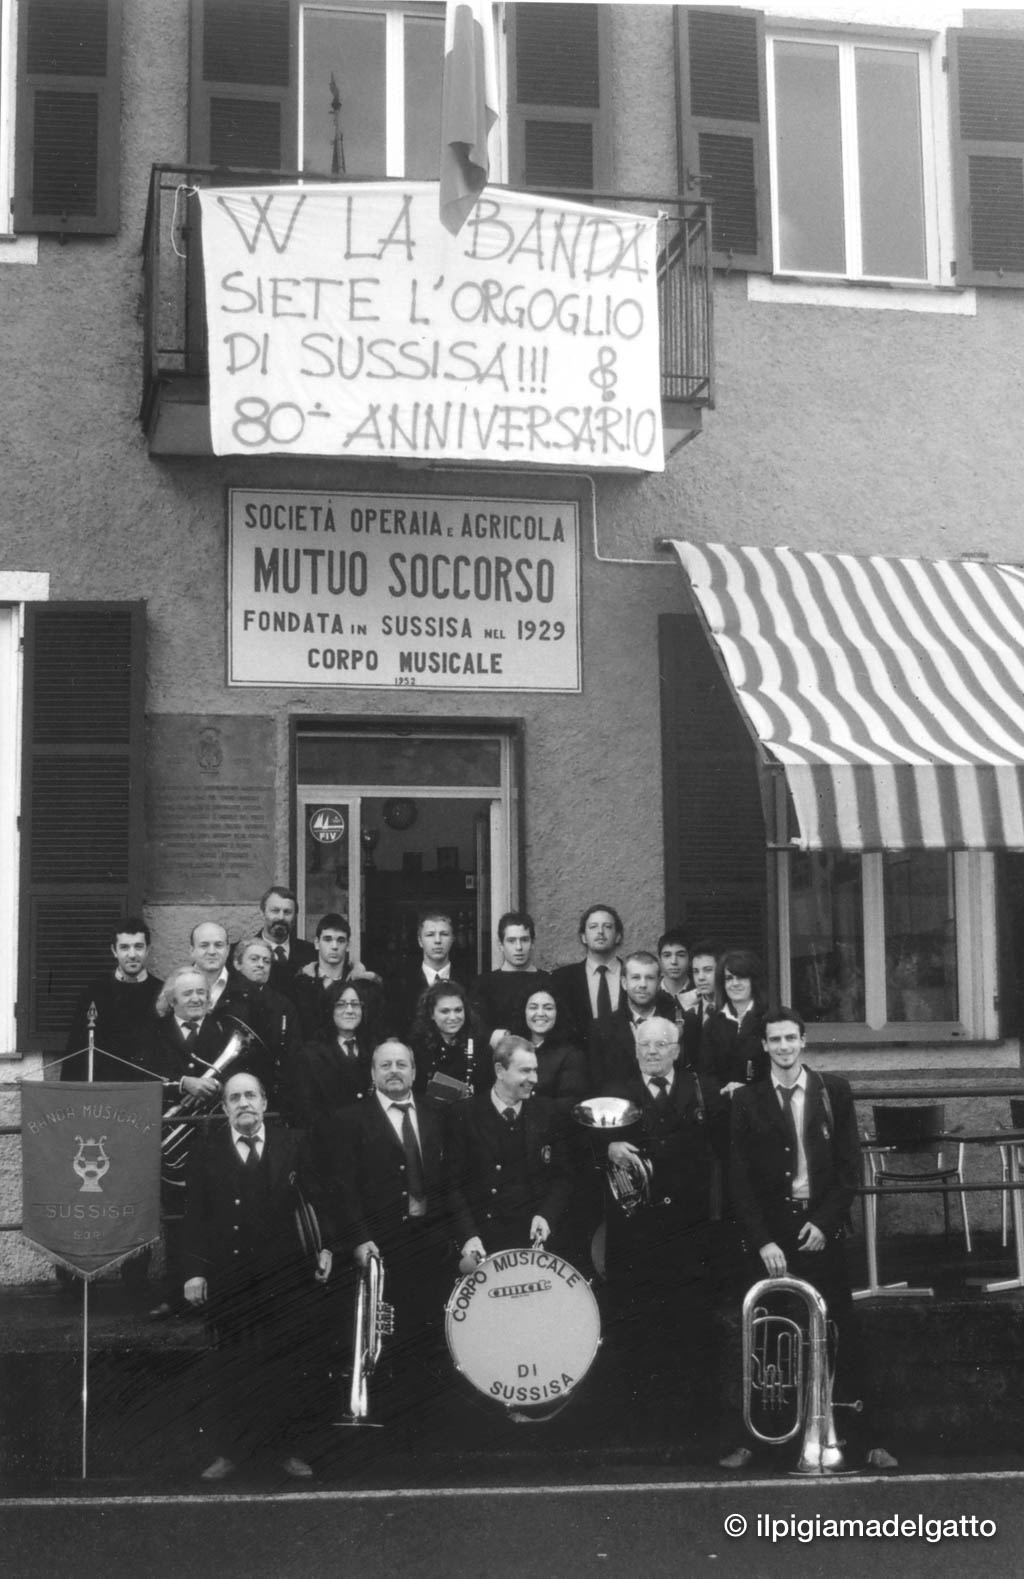 W LA BANDA
SIETE L'ORGOGLIO
DI SUSSISA!!!
80° ANNIVERSARIO
SOCIETÀ OPERAIA E AGRICOLA
MUTUO SOCCORSO
FONDATA IN SUSSISA NEL 1929
CORPO MUSICALE
1952
FIV
BANDA MUSICALE
SUSSISA
SORI
CORPO MUSICALE
amat
DI
SUSSISA
© ilpigiamadelgatto